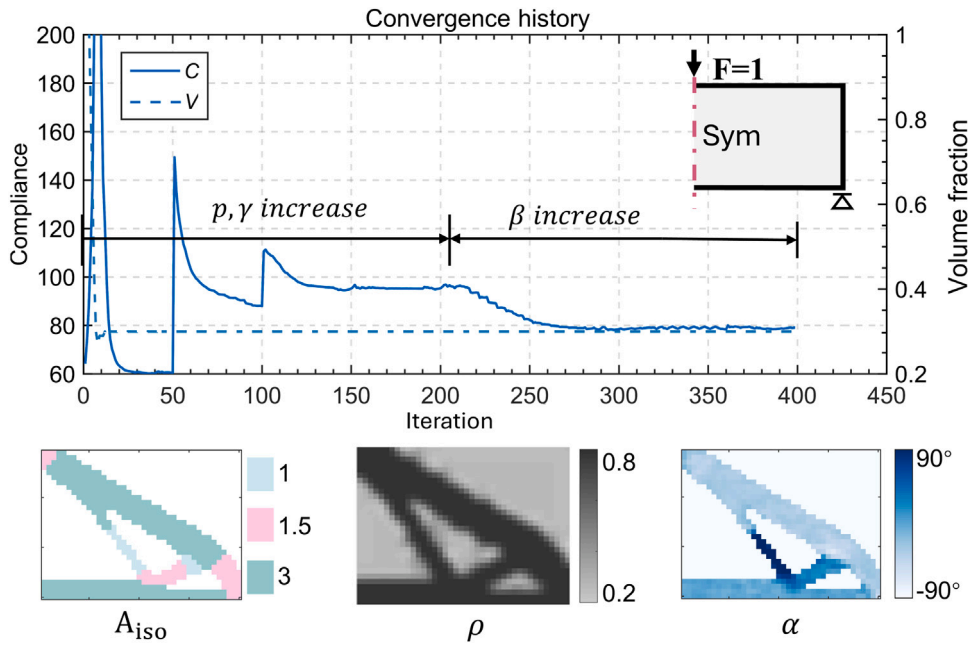 Convergence history
200
180
160
140
120
100
80
60
Compliance
C
V
p, γ increase
β increase
F=1
Sym
1
0.8
0.6
0.4
0.2
Volume fraction
0 50 100 150 200 250 300 350 400 450
Iteration
1
1.5
3
A_iso
0.8
0.2
ρ
90°
-90°
α